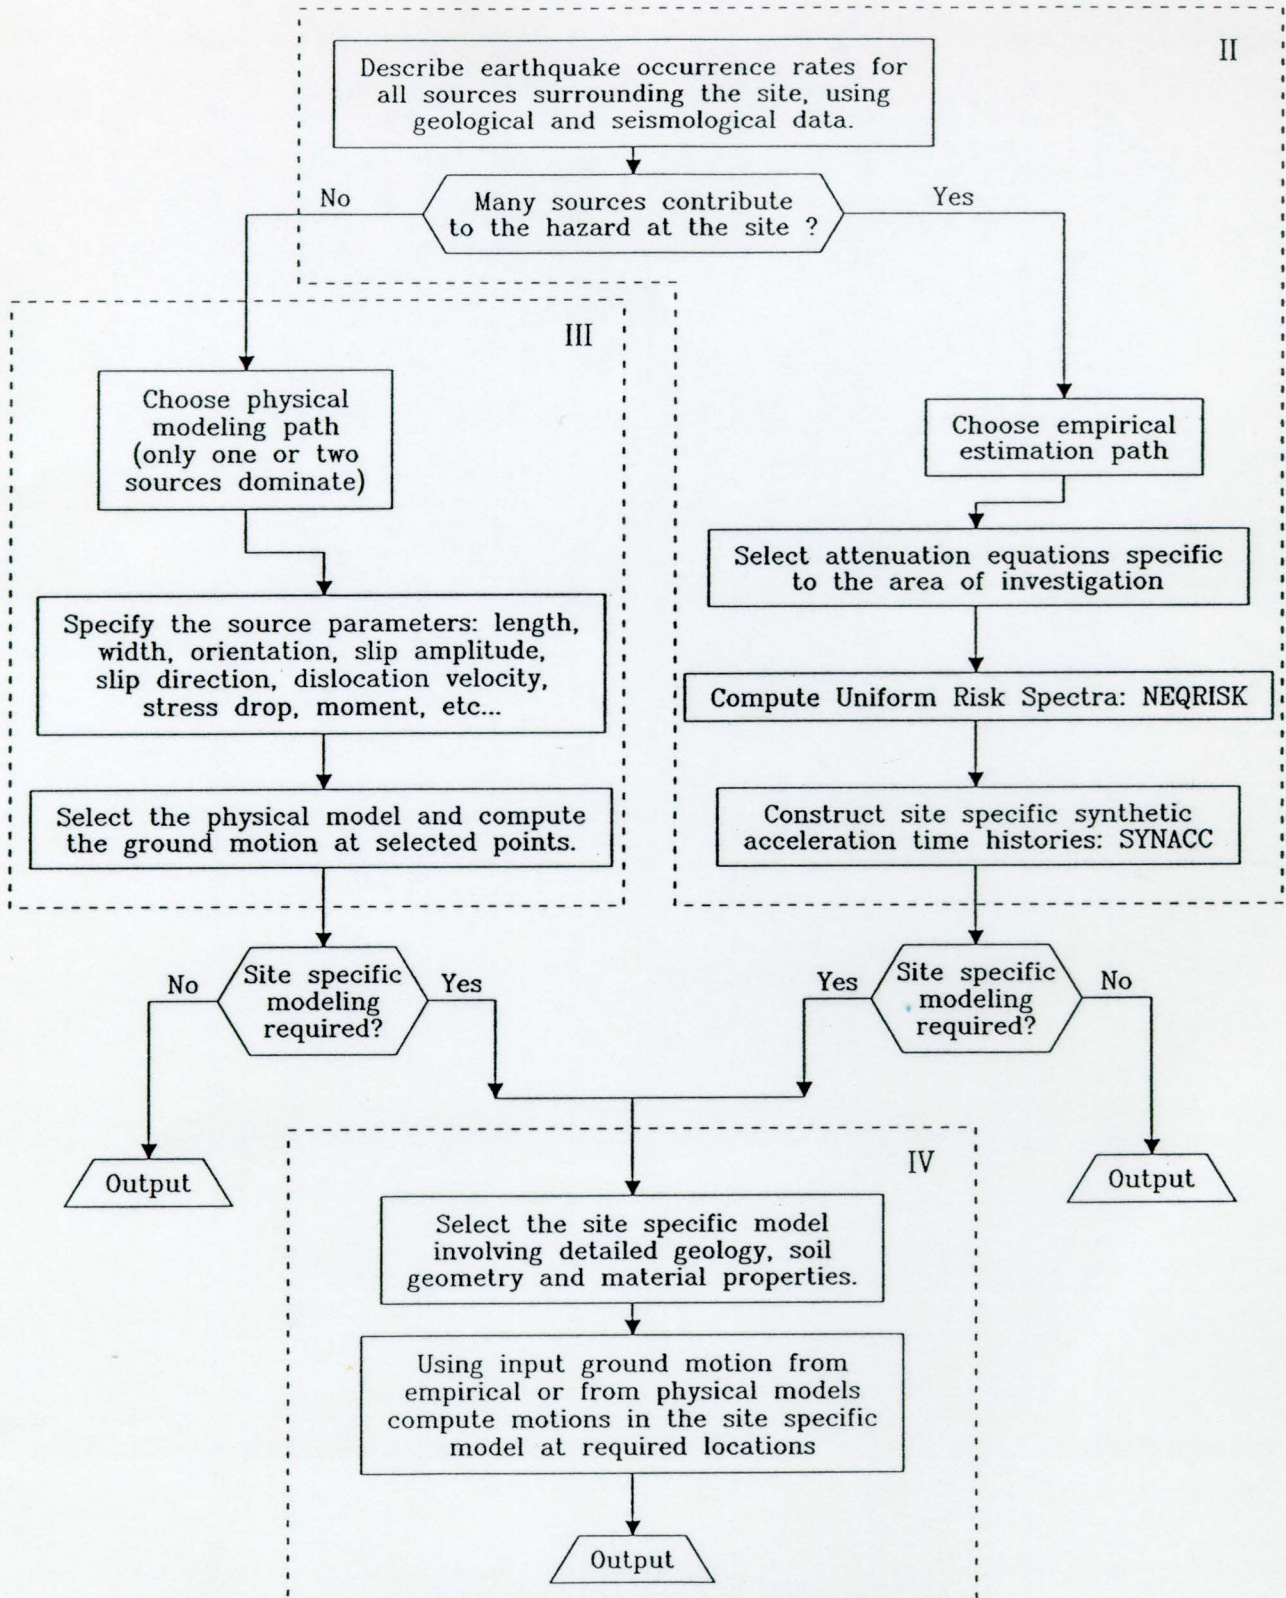 II
Describe earthquake occurrence rates for
all sources surrounding the site, using
geological and seismological data.
No
Many sources contribute
to the hazard at the site ?
Yes
III
Choose physical
modeling path
(only one or two
sources dominate)
Choose empirical
estimation path
Select attenuation equations specific
to the area of investigation
Specify the source parameters: length,
width, orientation, slip amplitude,
slip direction, dislocation velocity,
stress drop, moment, etc...
Compute Uniform Risk Spectra: NEQRISK
Select the physical model and compute
the ground motion at selected points.
Construct site specific synthetic
acceleration time histories: SYNACC
No
Site specific
modeling
required?
Yes
Yes
Site specific
modeling
required?
No
Output
IV
Output
Select the site specific model
involving detailed geology, soil
geometry and material properties.
Using input ground motion from
empirical or from physical models
compute motions in the site specific
model at required locations
Output